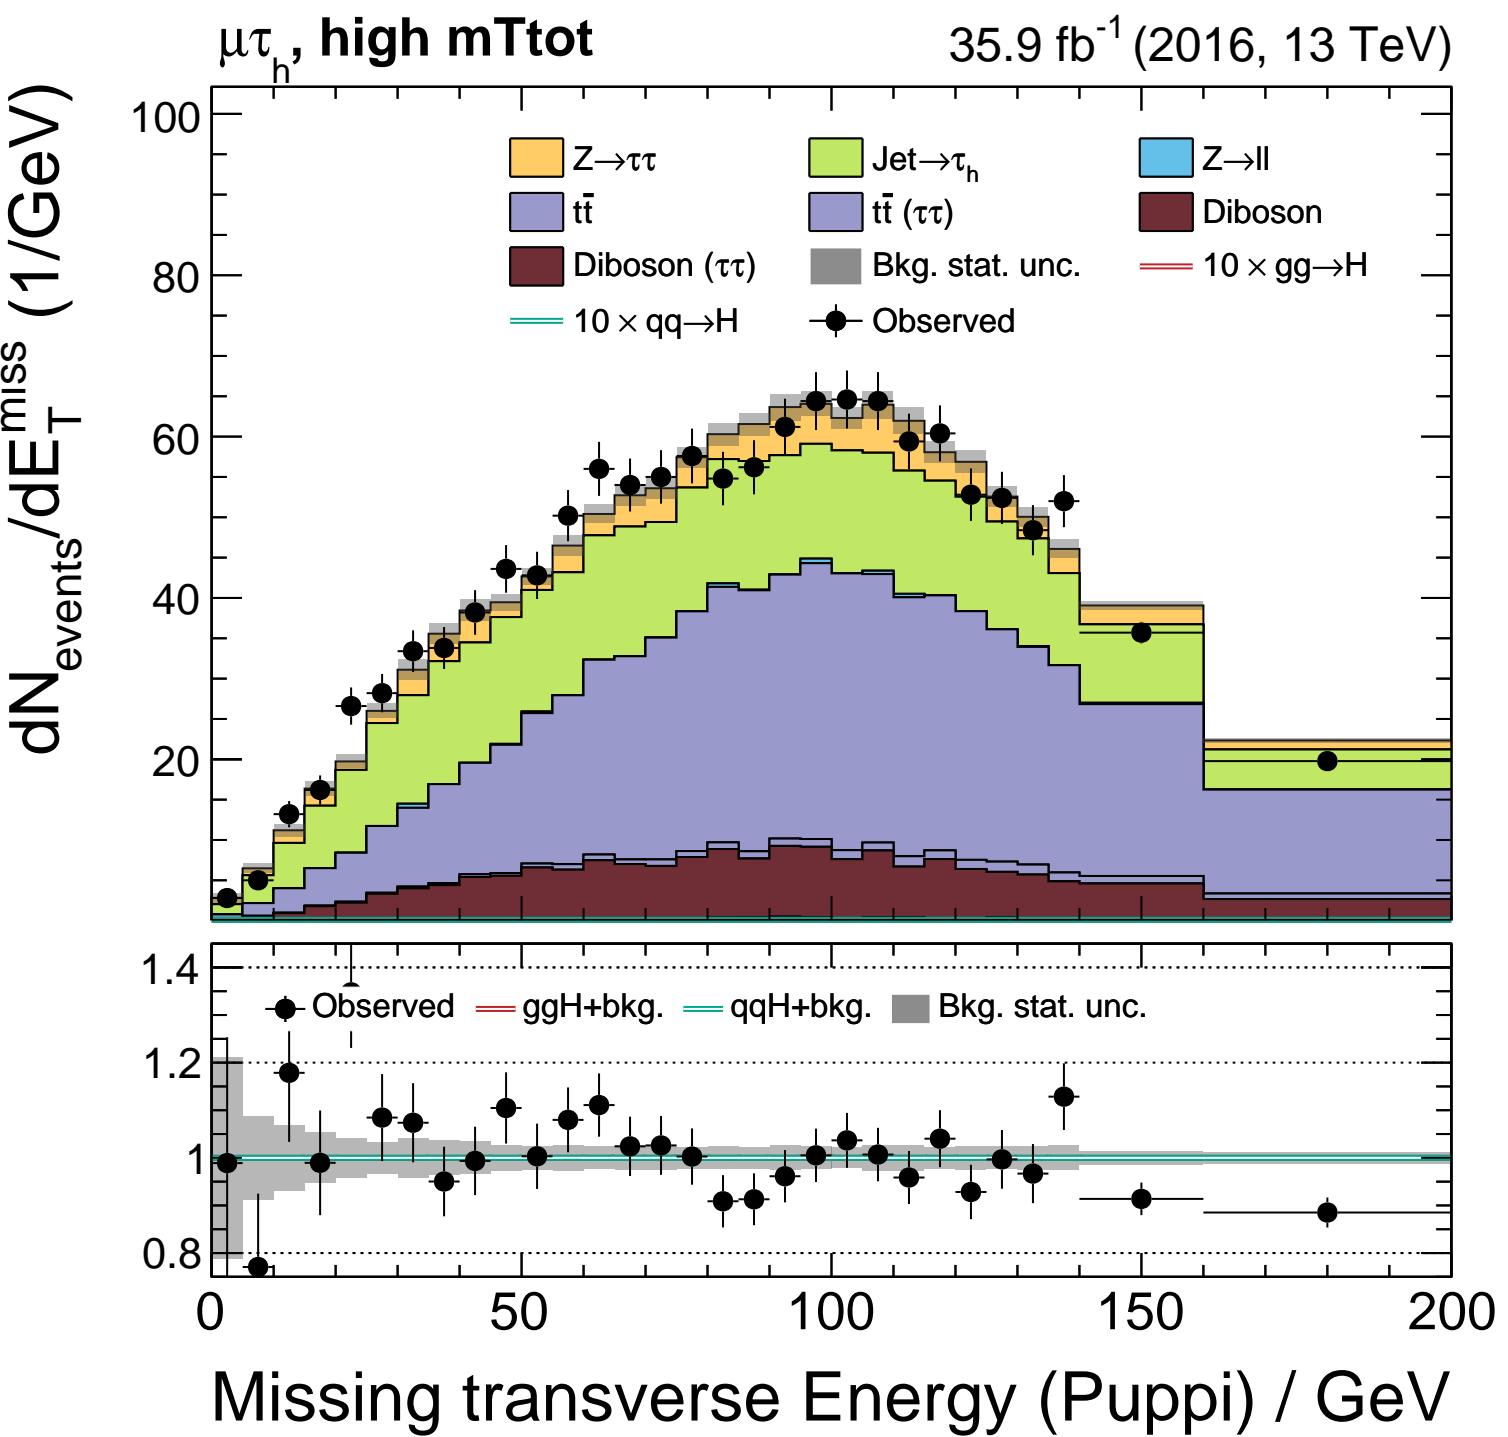 μτh, high mTtot 35.9 fb-1 (2016, 13 TeV)
dNevents/dETmiss (1/GeV)
100
80
60
40
20
Z→ττ Jet→τh Z→ll
tt̄ tt̄ (ττ) Diboson
Diboson (ττ) Bkg. stat. unc. 10 × gg→H
10 × qq→H Observed
1.4
1.2
1
0.8
Observed ggH+bkg. qqH+bkg. Bkg. stat. unc.
0 50 100 150 200
Missing transverse Energy (Puppi) / GeV